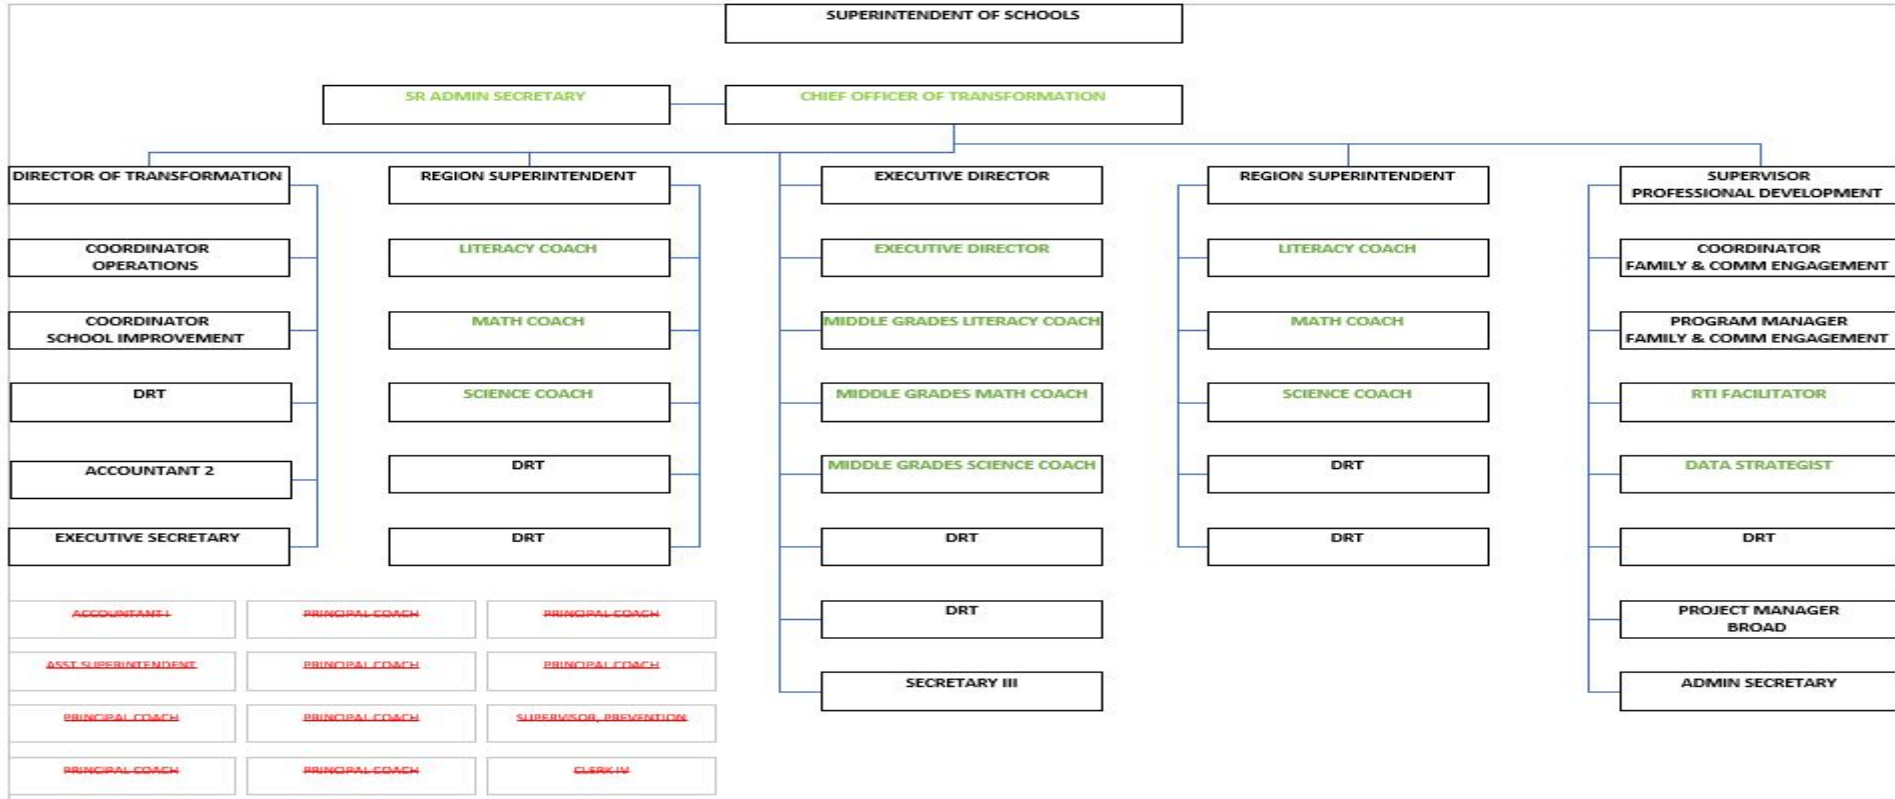 SUPERINTENDENT OF SCHOOLS
SR ADMIN SECRETARY
CHIEF OFFICER OF TRANSFORMATION
DIRECTOR OF TRANSFORMATION
REGION SUPERINTENDENT
EXECUTIVE DIRECTOR
REGION SUPERINTENDENT
SUPERVISOR
PROFESSIONAL DEVELOPMENT
COORDINATOR
OPERATIONS
LITERACY COACH
EXECUTIVE DIRECTOR
LITERACY COACH
COORDINATOR
FAMILY & COMM ENGAGEMENT
COORDINATOR
SCHOOL IMPROVEMENT
MATH COACH
MIDDLE GRADES LITERACY COACH
MATH COACH
PROGRAM MANAGER
FAMILY & COMM ENGAGEMENT
DRT
SCIENCE COACH
MIDDLE GRADES MATH COACH
SCIENCE COACH
RTI FACILITATOR
ACCOUNTANT 2
DRT
MIDDLE GRADES SCIENCE COACH
DRT
DATA STRATEGIST
EXECUTIVE SECRETARY
DRT
DRT
DRT
DRT
ACCOUNTANT I
PRINCIPAL COACH
PRINCIPAL COACH
DRT
PROJECT MANAGER
BROAD
ASST SUPERINTENDENT
PRINCIPAL COACH
PRINCIPAL COACH
SECRETARY III
ADMIN SECRETARY
PRINCIPAL COACH
PRINCIPAL COACH
SUPERVISOR, PREVENTION
PRINCIPAL COACH
PRINCIPAL COACH
CLERK IV